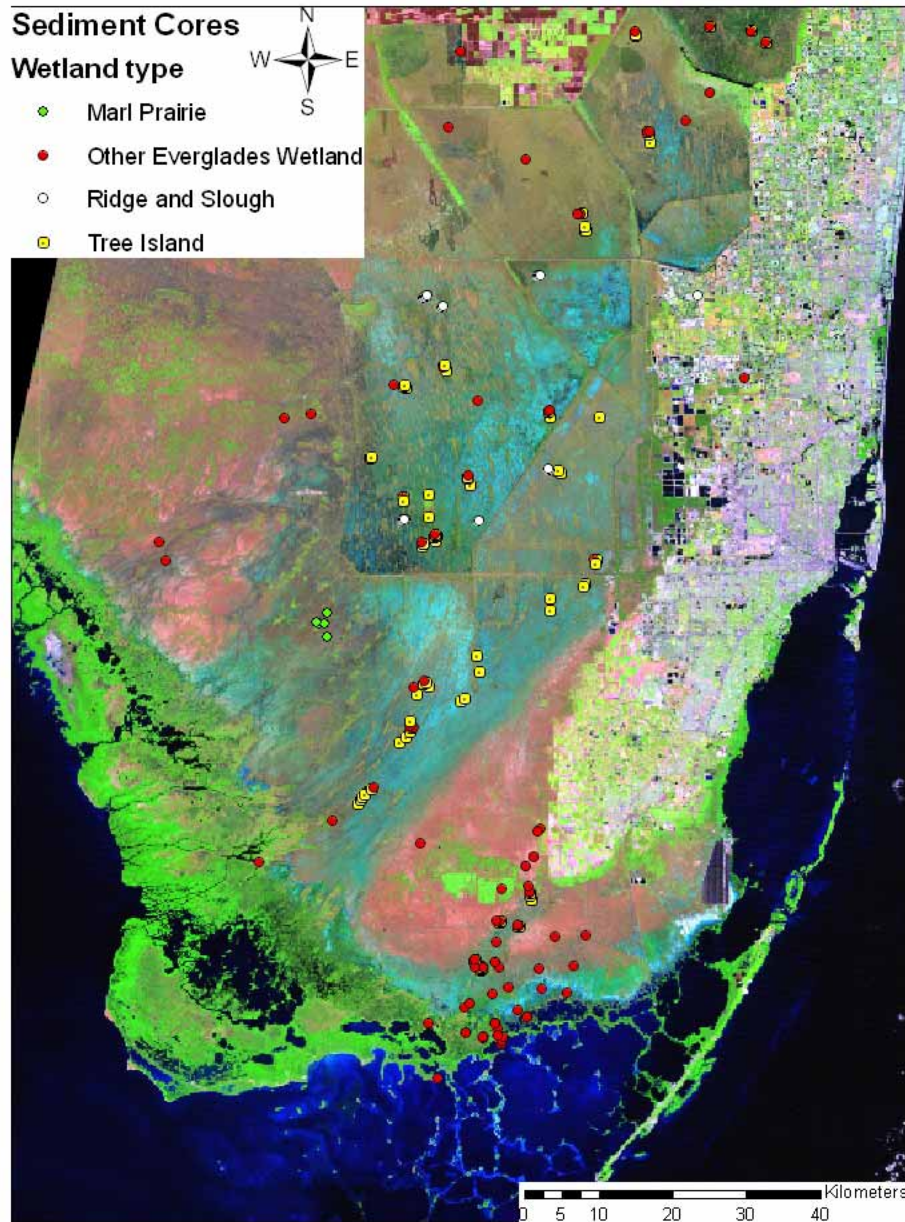 Sediment Cores
Wetland type
N
W E
S
Marl Prairie
Other Everglades Wetland
Ridge and Slough
Tree Island
Kilometers
0 5 10 20 30 40